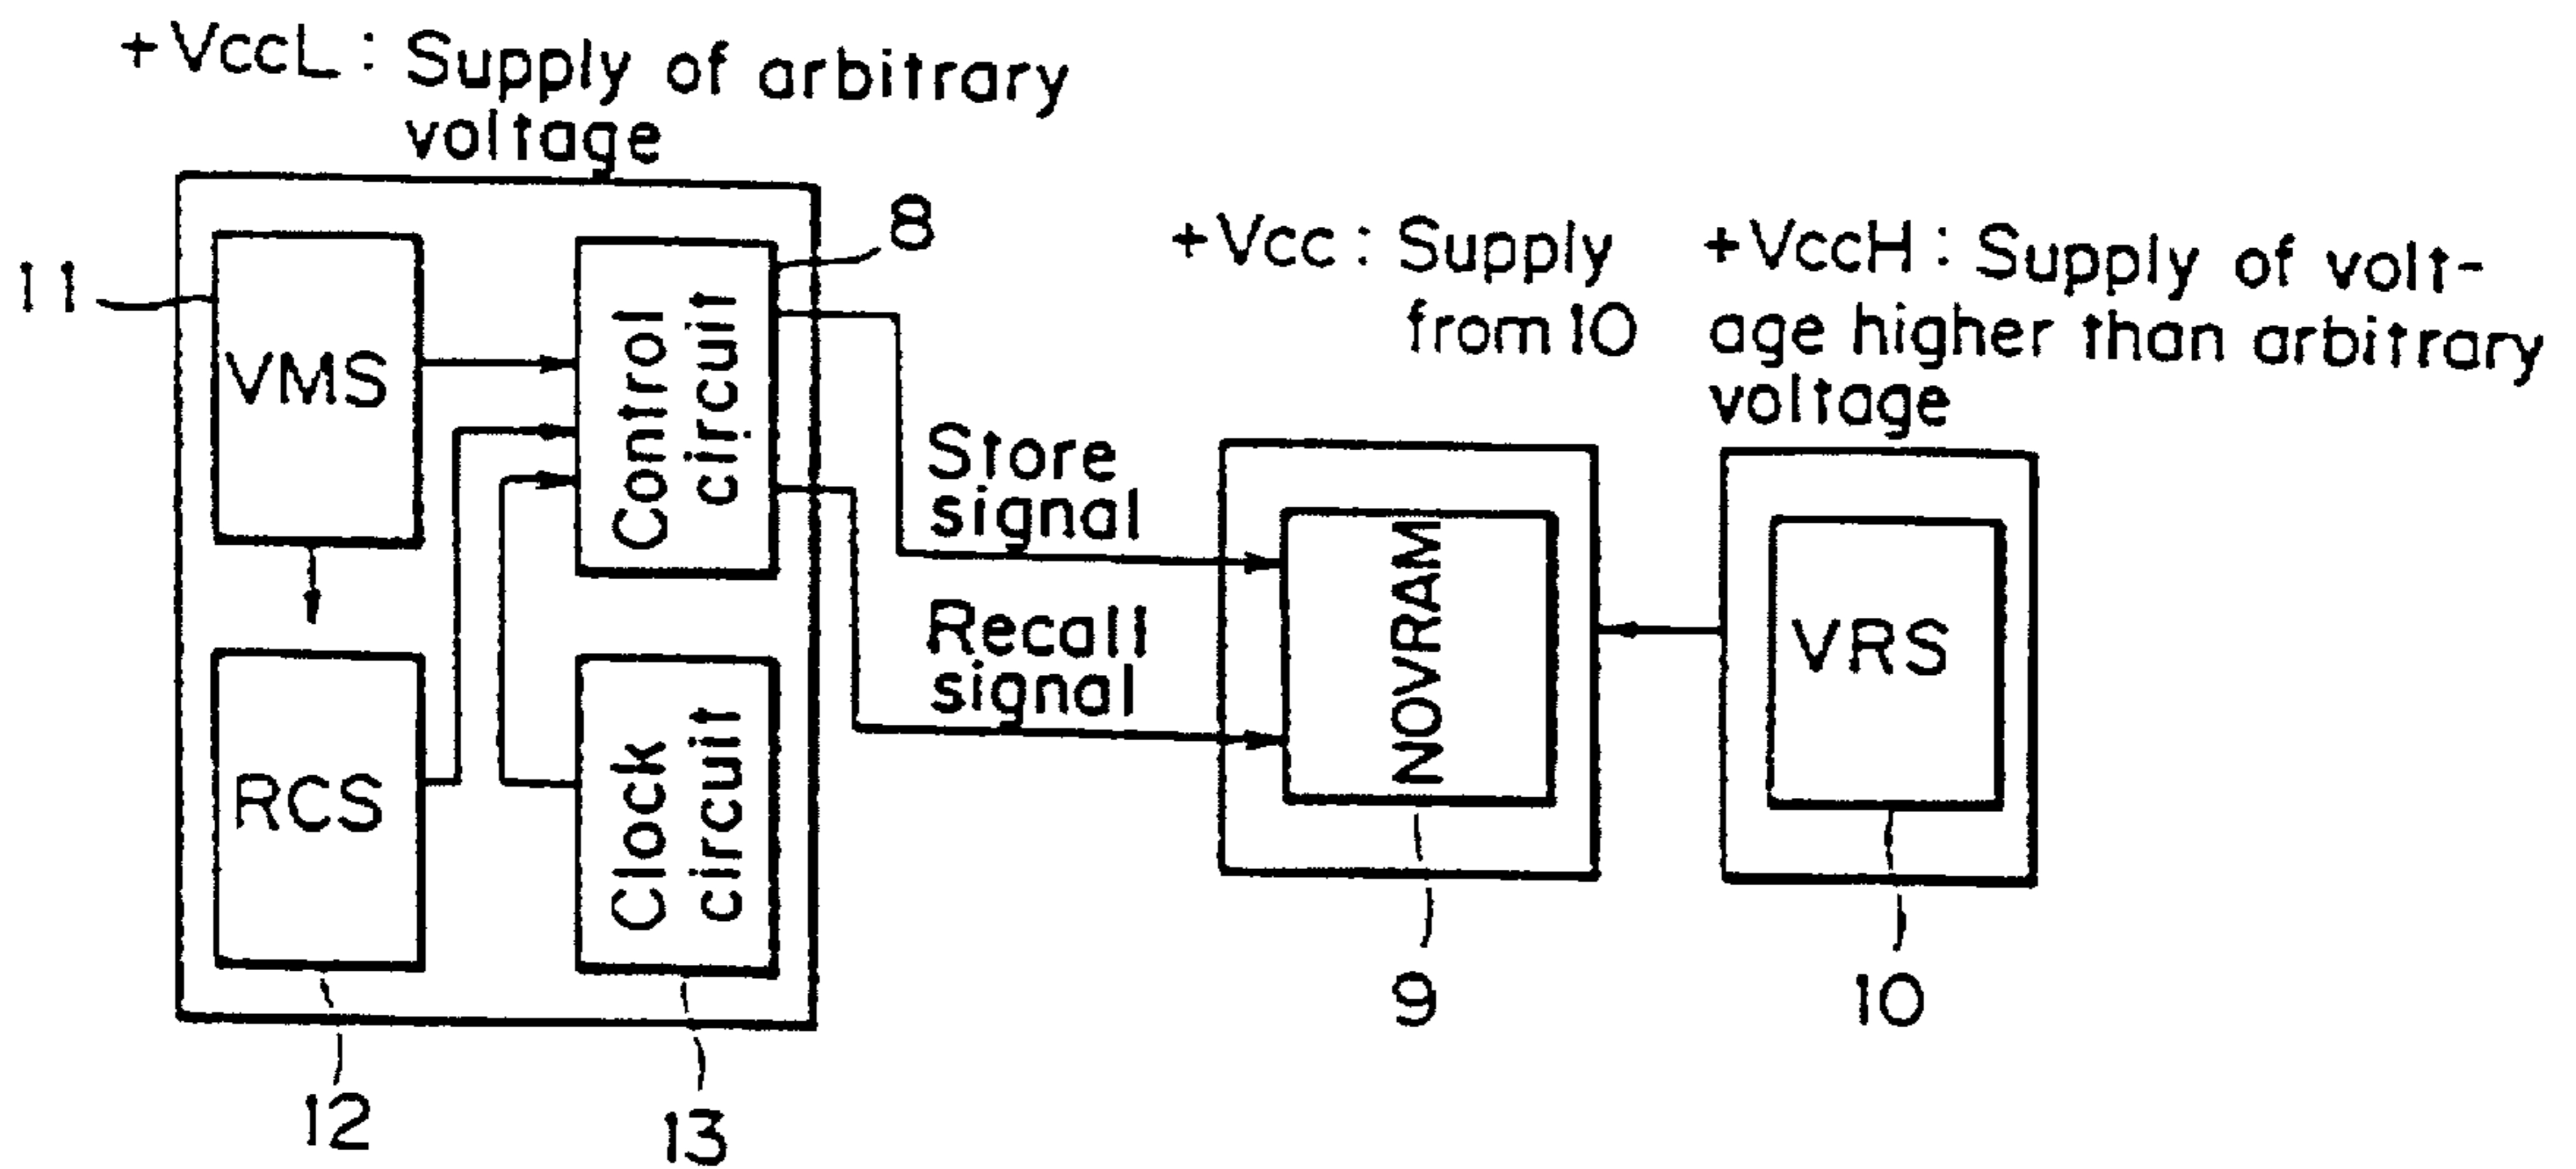 +VccL : Supply of arbitrary
voltage
8
11
VMS
Control
circuit
RCS
Clock
circuit
12
13
Store
signal
Recall
signal
+Vcc : Supply
from 10
NOVRAM
9
+VccH : Supply of volt-
age higher than arbitrary
voltage
VRS
10